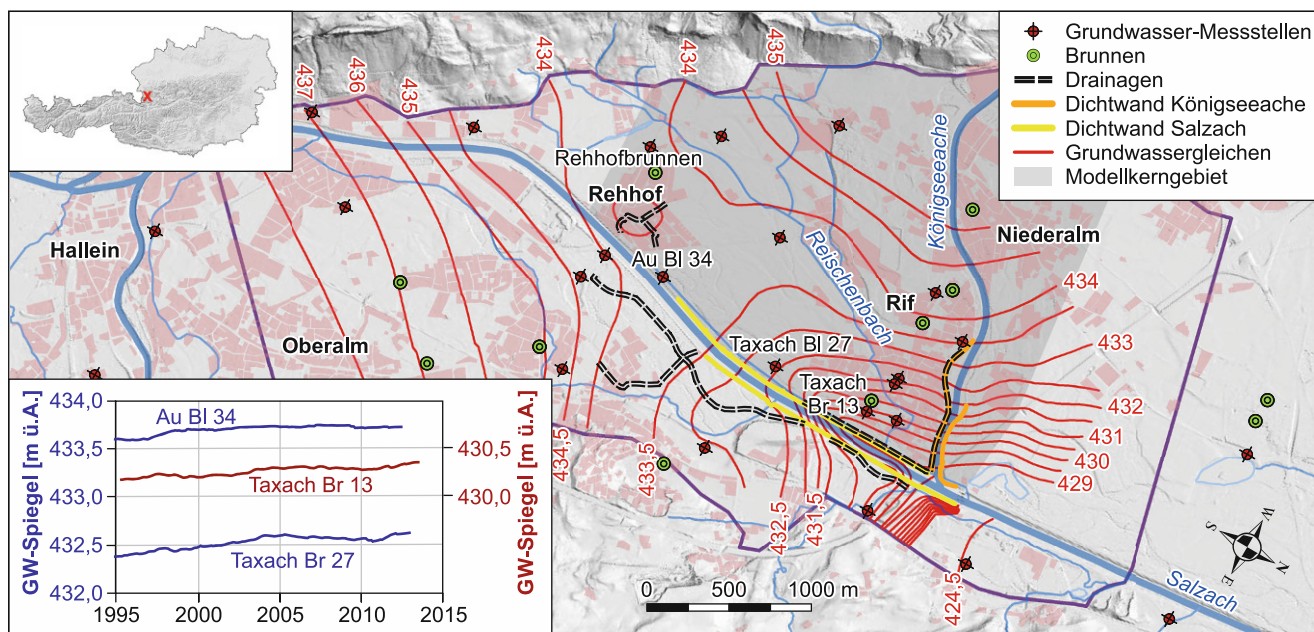 x
437
436
435
434
434
435
Grundwasser-Messstellen
Brunnen
Drainagen
Dichtwand Königseeache
Dichtwand Salzach
Grundwassergleichen
Modellkerngebiet
Rehhofbrunnen
Rehhof
Königseeache
Hallein
Au Bl 34
Reischenbach
Niederalm
434
Rif
Oberalm
Taxach Bl 27
433
Taxach
Br 13
432
431
430
429
434,5
433,5
432,5
431,5
424,5
Salzach
0 500 1000 m
N
E
S
W
GW-Spiegel [m ü.A.]
434,0
433,5
433,0
432,5
432,0
Au Bl 34
Taxach Br 13
Taxach Br 27
430,5
430,0
GW-Spiegel [m ü.A.]
1995
2000
2005
2010
2015